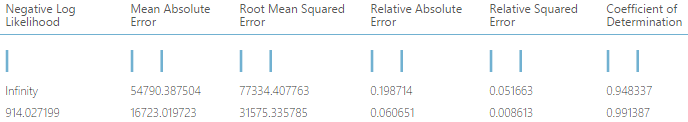 Negative Log Likelihood Mean Absolute Error Root Mean Squared Error Relative Absolute Error Relative Squared Error Coefficient of Determination
Infinity 54790.387504 77334.407763 0.198714 0.051663 0.948337
914.027199 16723.019723 31575.335785 0.060651 0.008613 0.991387